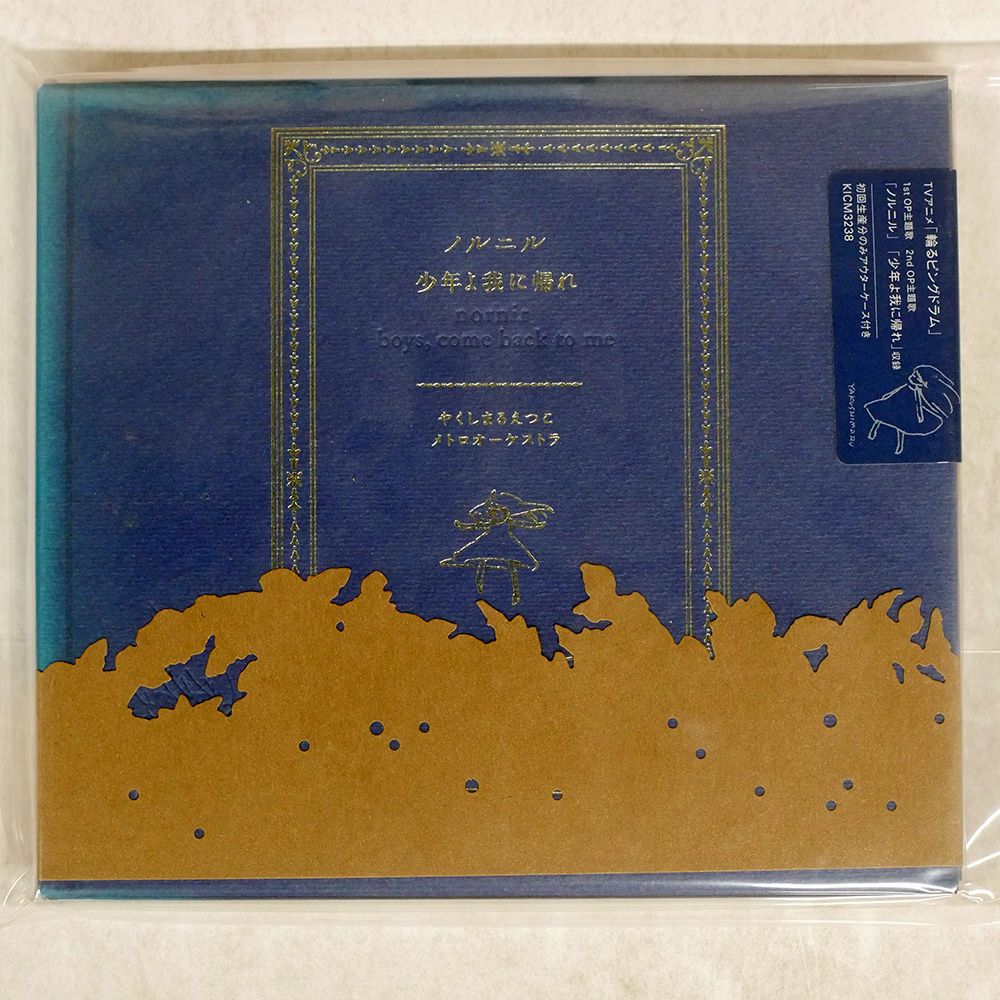 ノルニル
少年よ我に帰れ
nornir
boys, come back to me
やくしまるえつこ
メトロオーケストラ
TVアニメ「輪るピングドラム」
1st OP主題歌 2nd OP主題歌
「ノルニル」「少年よ我に帰れ」収録
初回生産分のみアウターケース付き
KICM3238
YAKUSHIMARU